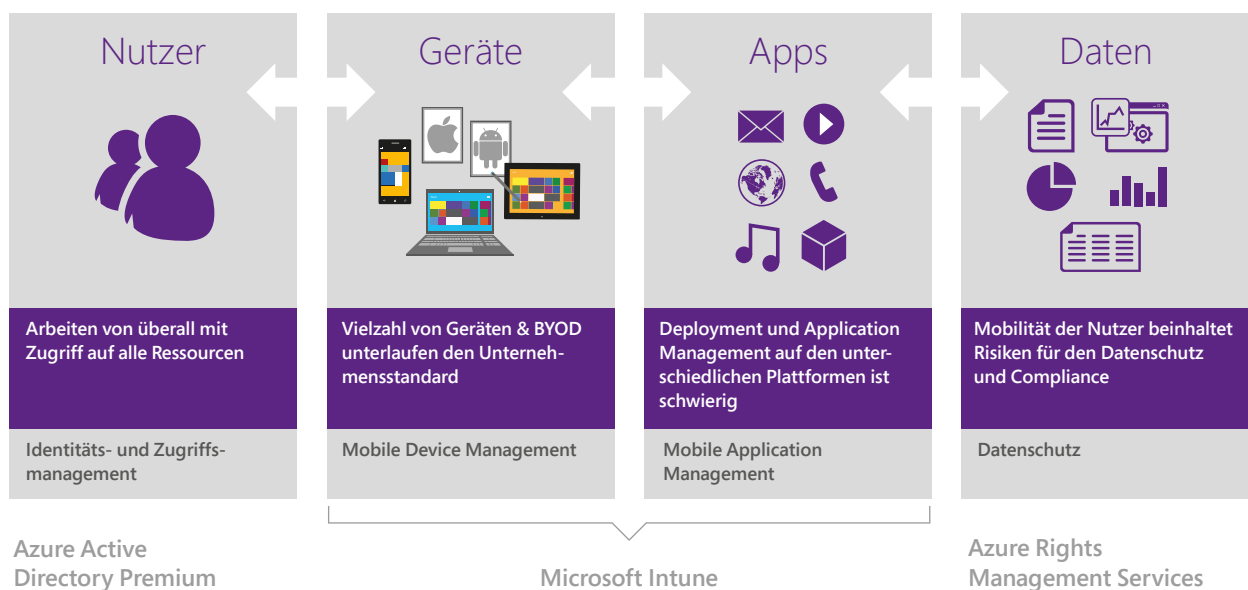 Nutzer
Geräte
Apps
Daten
Arbeiten von überall mit
Zugriff auf alle Ressourcen
Vielzahl von Geräten & BYOD
unterlaufen den Unterneh-
mensstandard
Deployment und Application
Management auf den unter-
schiedlichen Plattformen ist
schwierig
Mobilität der Nutzer beinhaltet
Risiken für den Datenschutz
und Compliance
Identitäts- und Zugriffs-
management
Mobile Device Management
Mobile Application
Management
Datenschutz
Azure Active
Directory Premium
Microsoft Intune
Azure Rights
Management Services